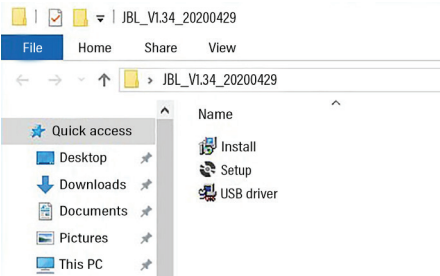 JBL_V1.34_20200429
File Home Share View
JBL_V1.34_20200429
Name
Quick access
Install
Desktop
Setup
Downloads
USB driver
Documents
Pictures
This PC